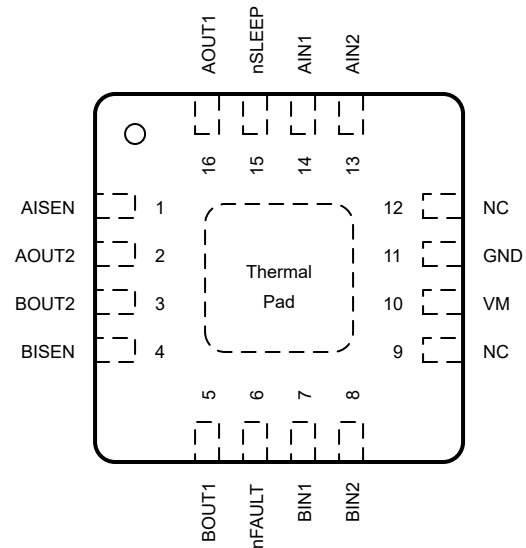 AOUT1
nSLEEP
AIN1
AIN2
16
15
14
13
AISEN 1
AOUT2 2
BOUT2 3
BISEN 4
Thermal
Pad
12 NC
11 GND
10 VM
9 NC
5
6
7
8
BOUT1
nFAULT
BIN1
BIN2